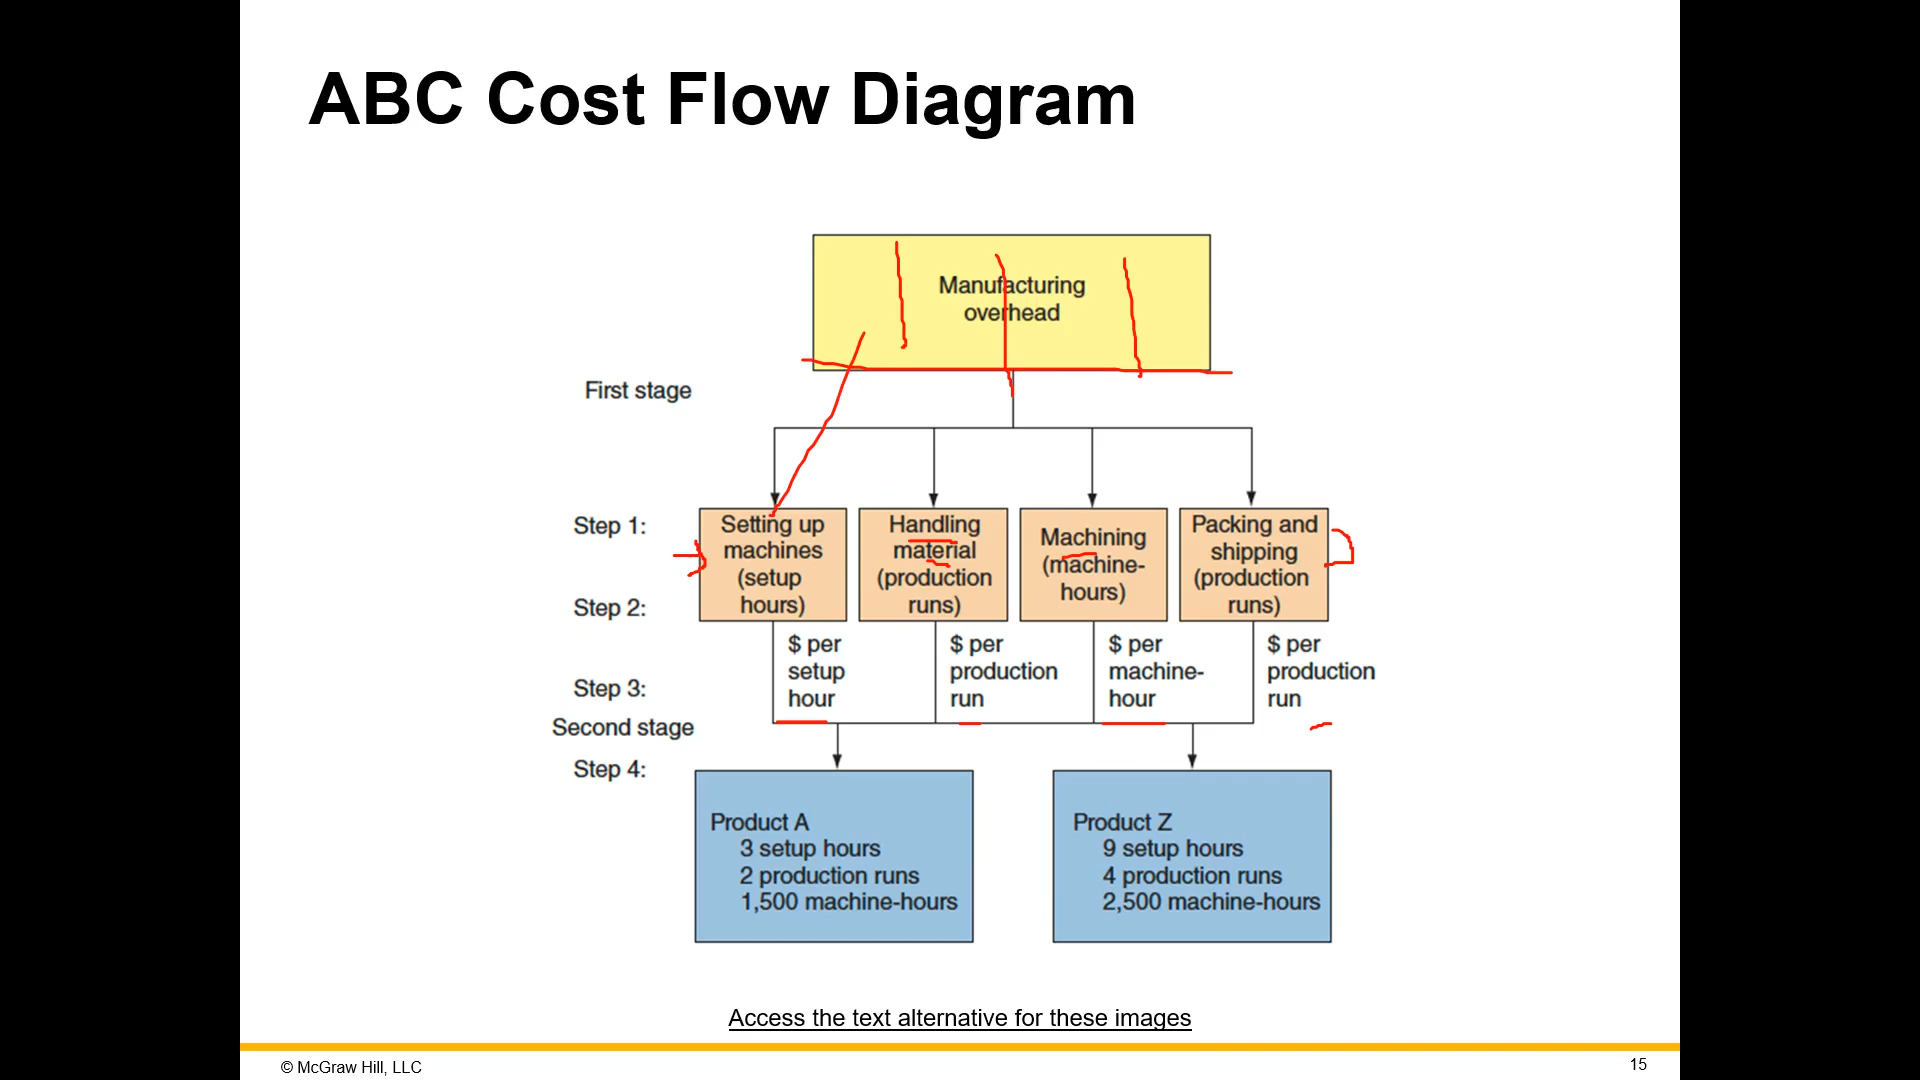 ABC Cost Flow Diagram
Manufacturing
overhead
First stage
Step 1:
Setting up
machines
(setup
hours)
Handling
material
(production
runs)
Machining
(machine-
hours)
Packing and
shipping
(production
runs)
Step 2:
$ per
setup
hour
$ per
production
run
$ per
machine-
hour
$ per
production
run
Step 3:
Second stage
Step 4:
Product A
3 setup hours
2 production runs
1,500 machine-hours
Product Z
9 setup hours
4 production runs
2,500 machine-hours
Access the text alternative for these images
© McGraw Hill, LLC
15